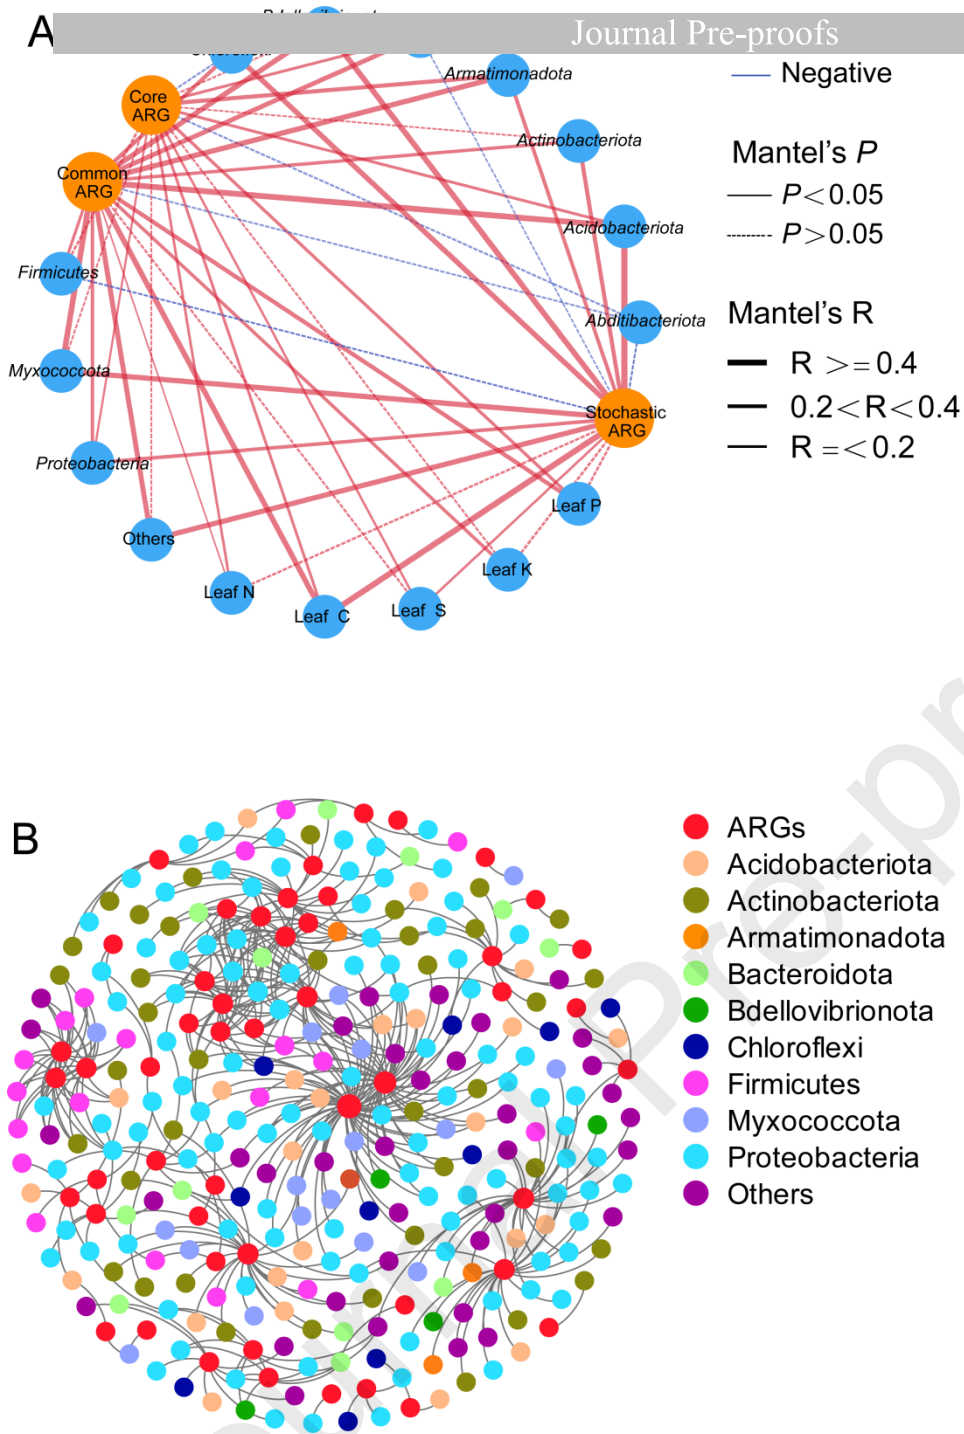 A
Journal Pre-proofs
Negative
Armatimonadota
Core
ARG
Actinobacteriota
Mantel's P
Common
ARG
P<0.05
Acidobacteriota
P>0.05
Firmicutes
Abditibacteriota
Mantel's R
Myxococcota
R >=0.4
Stochastic
ARG
0.2<R<0.4
R =<0.2
Proteobacteria
Leaf P
Others
Leaf K
Leaf N
Leaf C
Leaf S
B
ARGs
Acidobacteriota
Actinobacteriota
Armatimonadota
Bacteroidota
Bdellovibrionota
Chloroflexi
Firmicutes
Myxococcota
Proteobacteria
Others